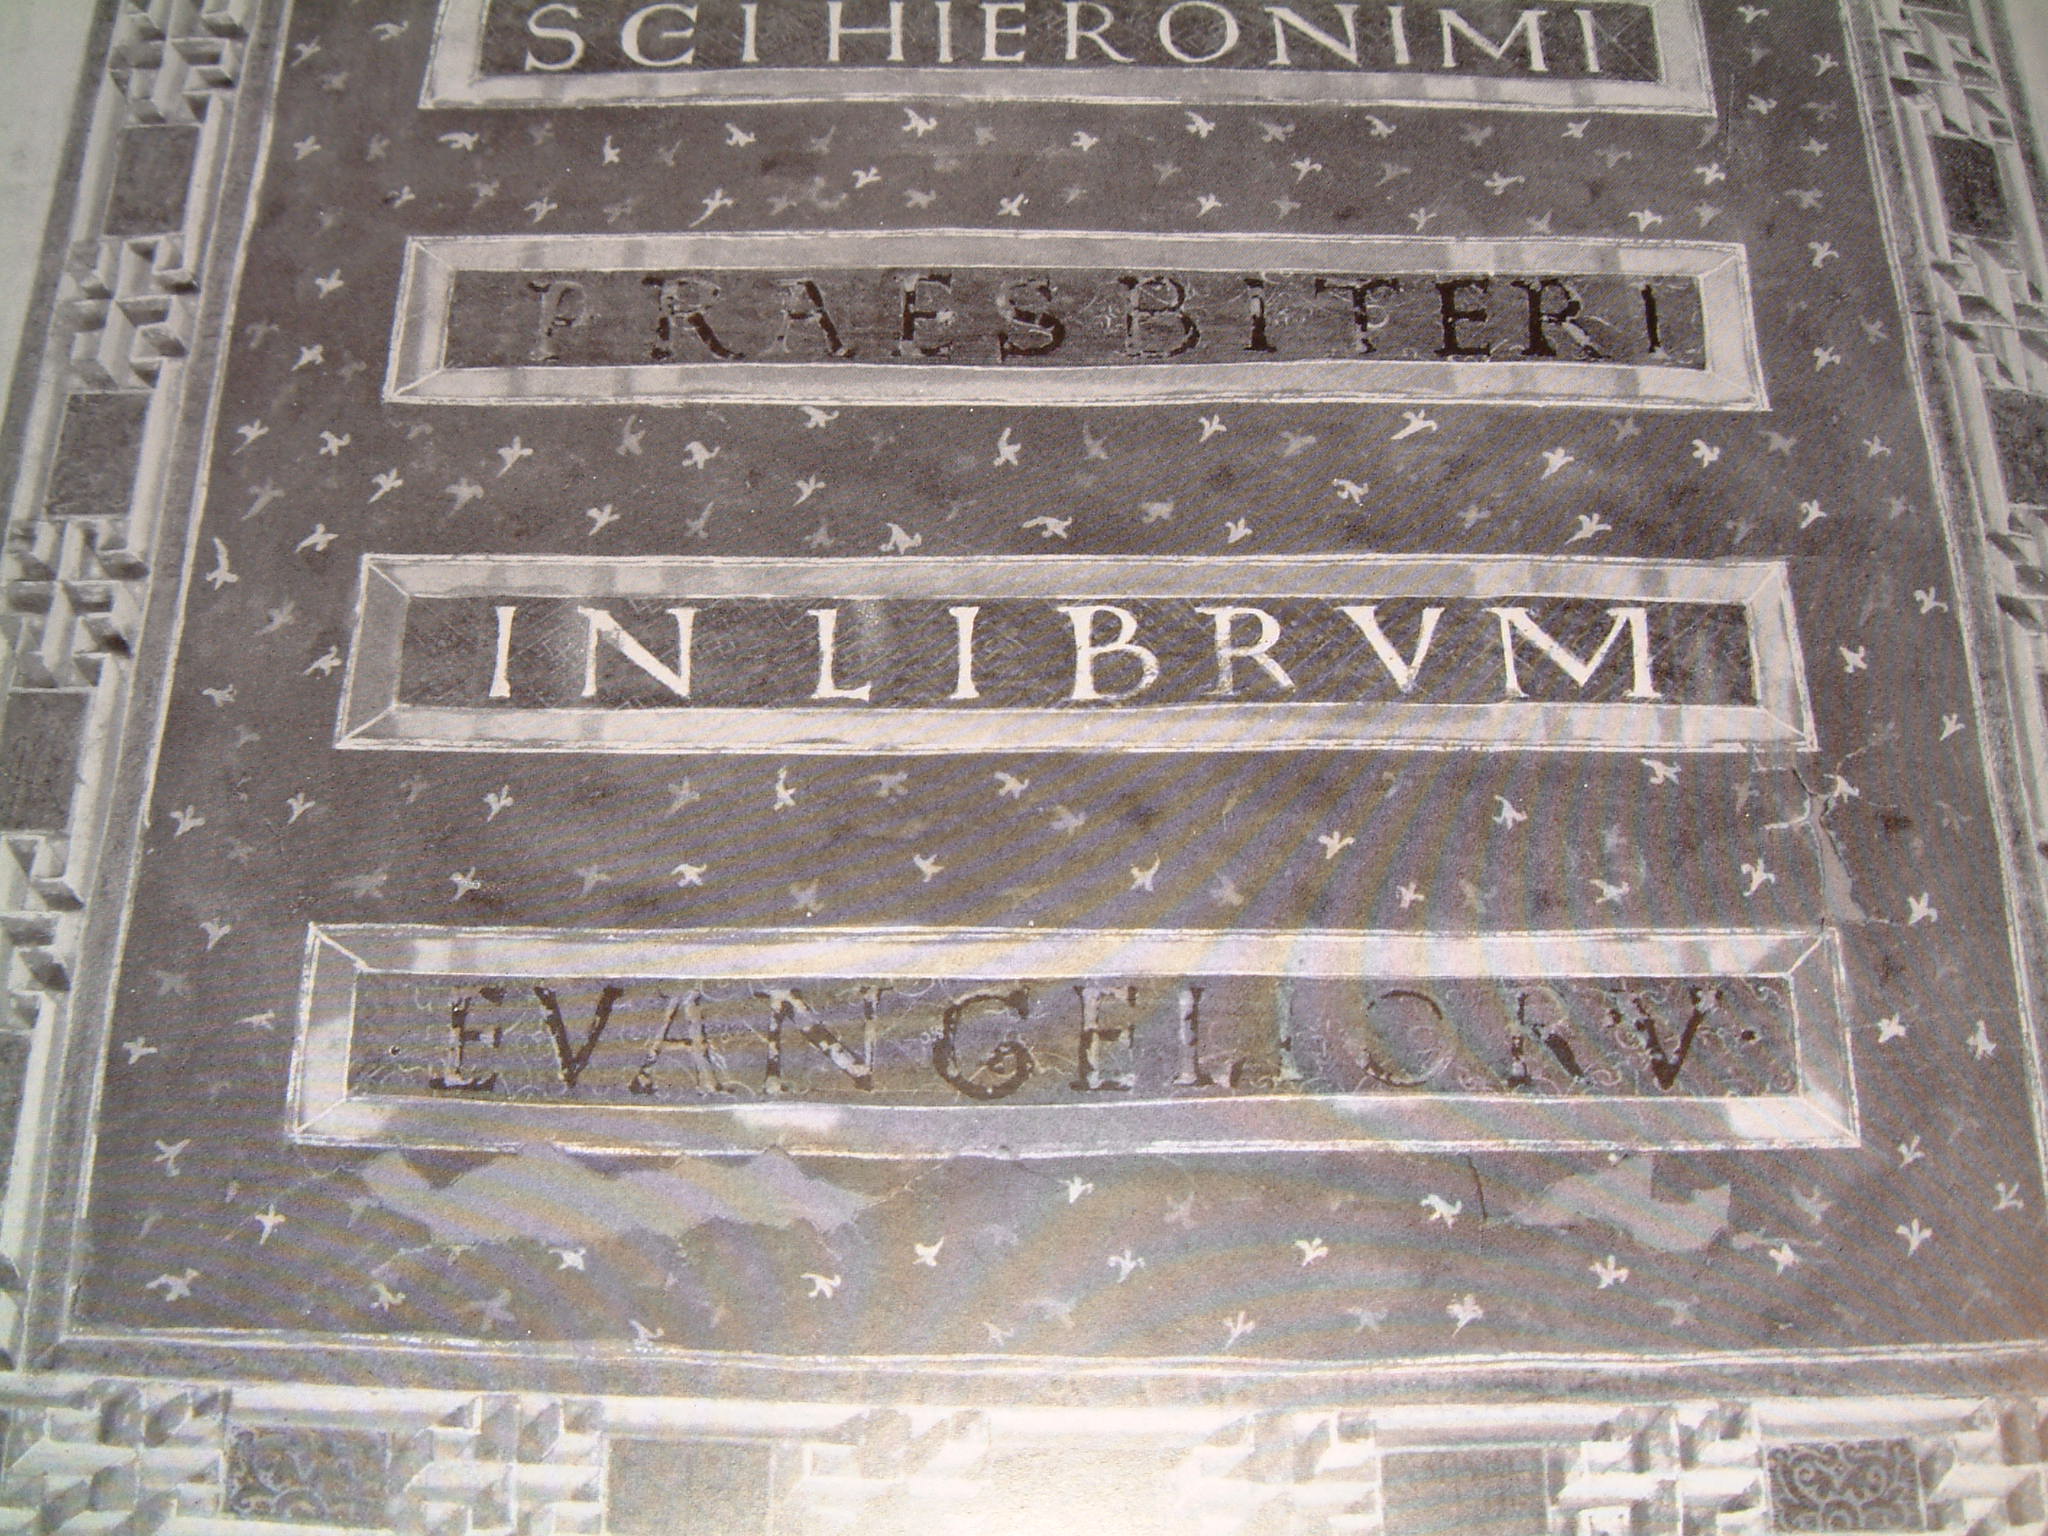 SCI HIERONIMI
PRAESBITERI
IN LIBRVM
EVANGELIORV·